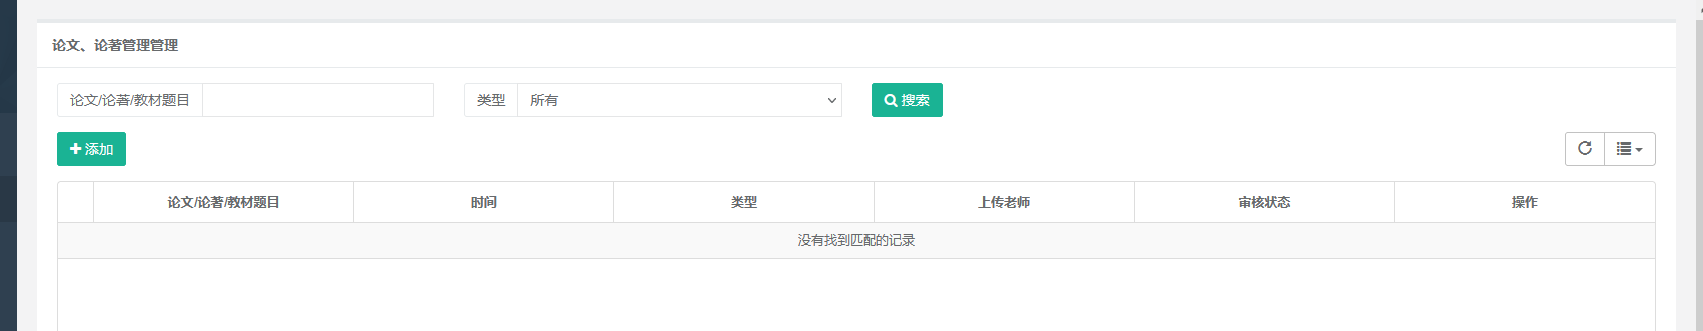 论文、论著管理管理
论文/论著/教材题目 类型 所有 搜索
添加
论文/论著/教材题目 时间 类型 上传老师 审核状态 操作
没有找到匹配的记录